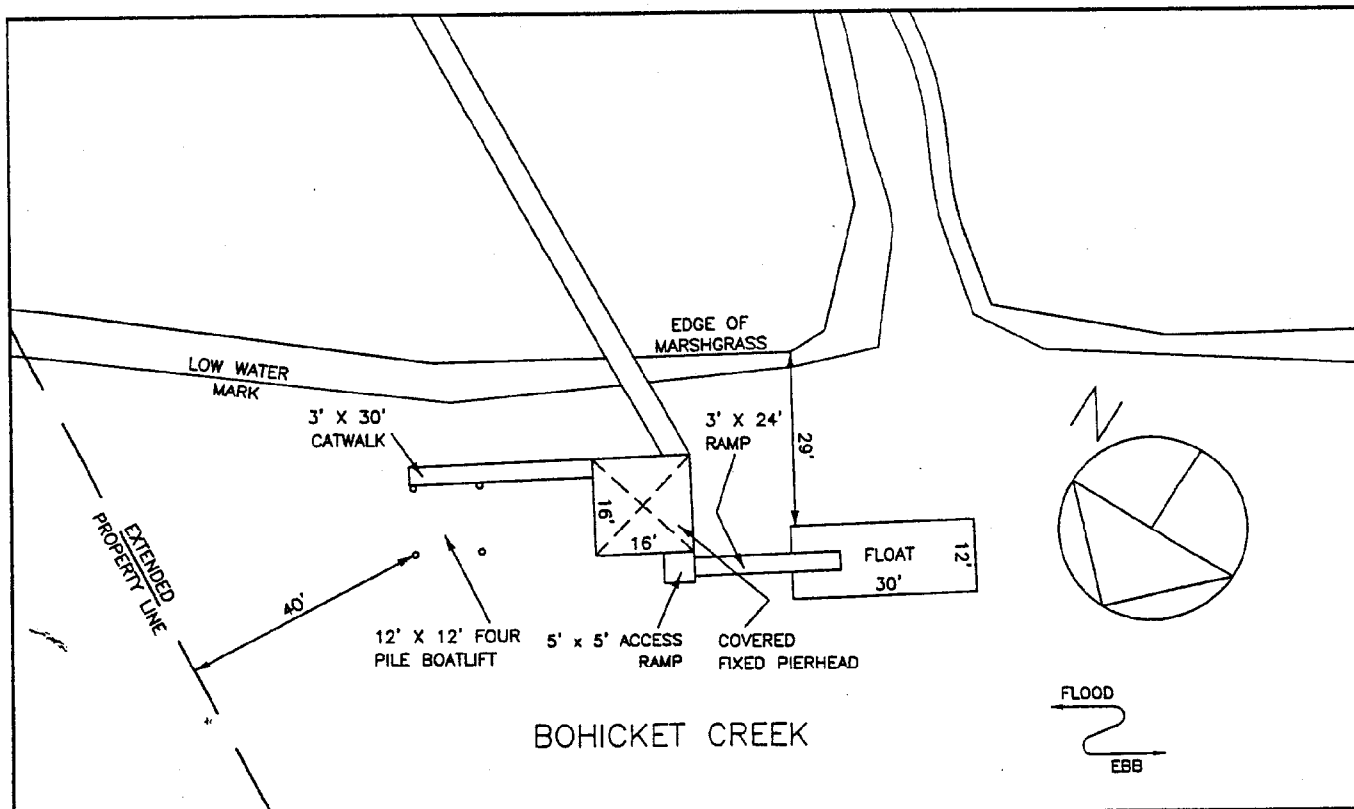 EDGE OF
MARSHGRASS
LOW WATER
MARK
3' X 30'
CATWALK
3' X 24'
RAMP
29'
N
16'
16'
FLOAT
12'
30'
EXTENDED
PROPERTY LINE
40'
12' X 12' FOUR
PILE BOATLIFT
5' x 5' ACCESS
RAMP
COVERED
FIXED PIERHEAD
FLOOD
EBB
BOHICKET CREEK